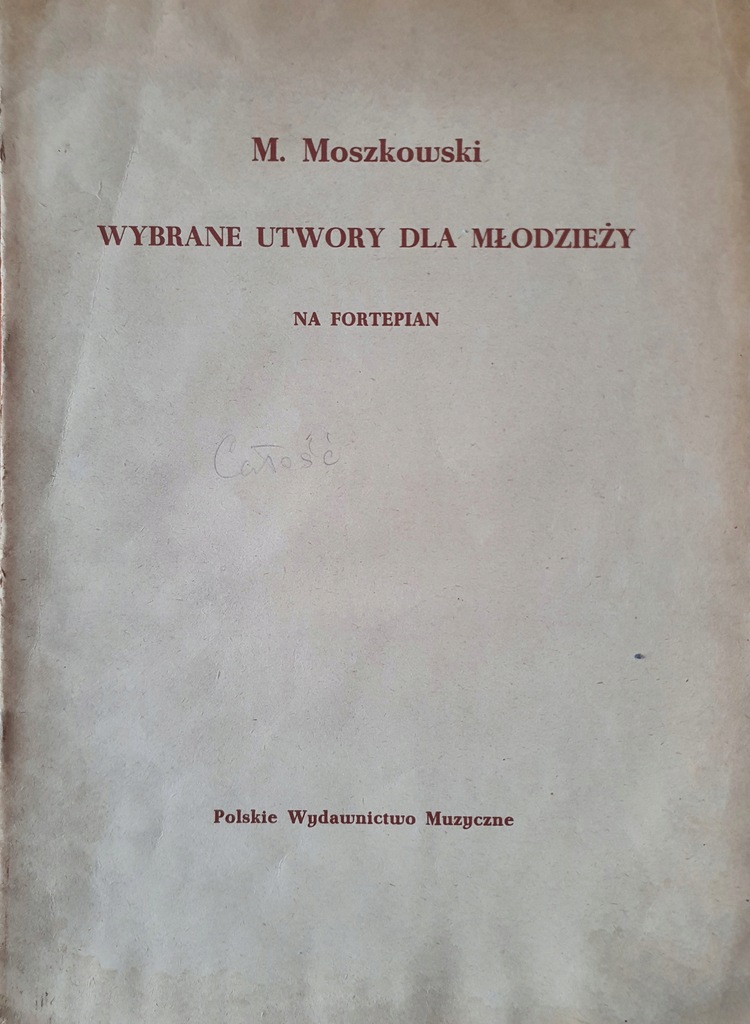 M. Moszkowski
WYBRANE UTWORY DLA MŁODZIEŻY
NA FORTEPIAN
Całość
Polskie Wydawnictwo Muzyczne